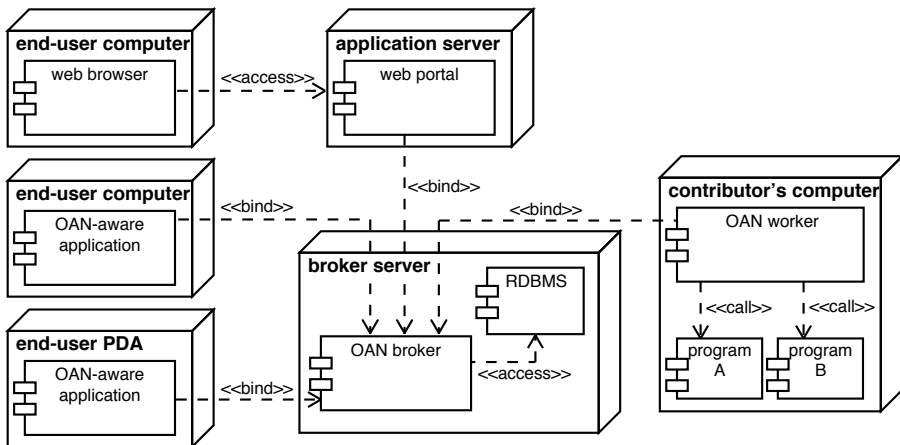 end-user computer
web browser
<<access>>
application server
web portal
end-user computer
OAN-aware
application
<<bind>>
<<bind>>
<<bind>>
contributor's computer
OAN worker
<<call>>
<<call>>
program
A
program
B
broker server
RDBMS
OAN broker
<<access>>
end-user PDA
OAN-aware
application
<<bind>>